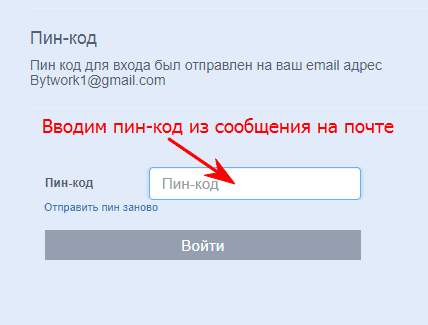 Пин-код
Пин код для входа был отправлен на ваш email адрес
Bytwork1@gmail.com
Вводим пин-код из сообщения на почте
Пин-код Пин-код
Отправить пин заново
Войти